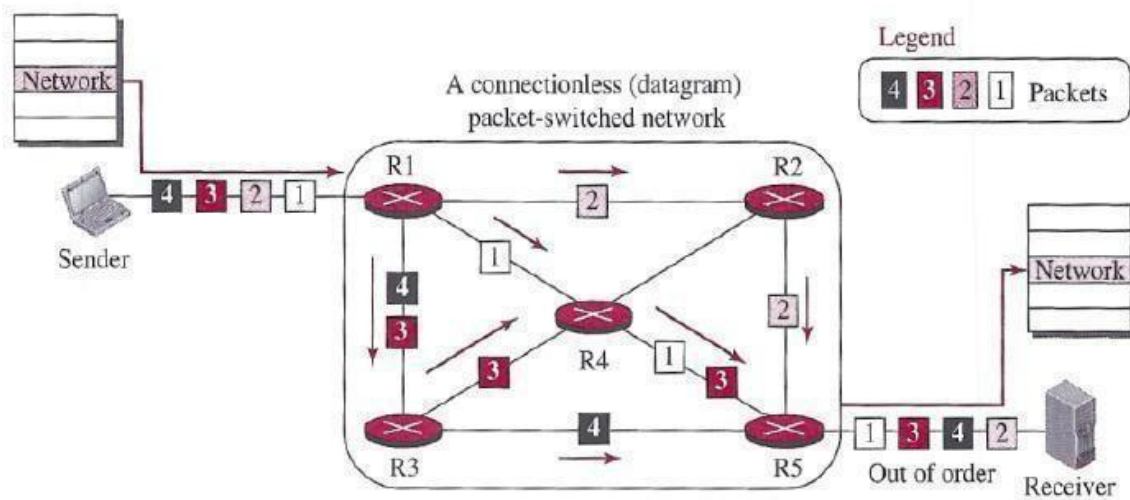 Network
Legend
4 3 2 1 Packets
A connectionless (datagram)
packet-switched network
R1
R2
4 3 2 1
2
Sender
1
4
3
R4
2
Network
3
1
3
R3
4
R5
1 3 4 2
Out of order
Receiver